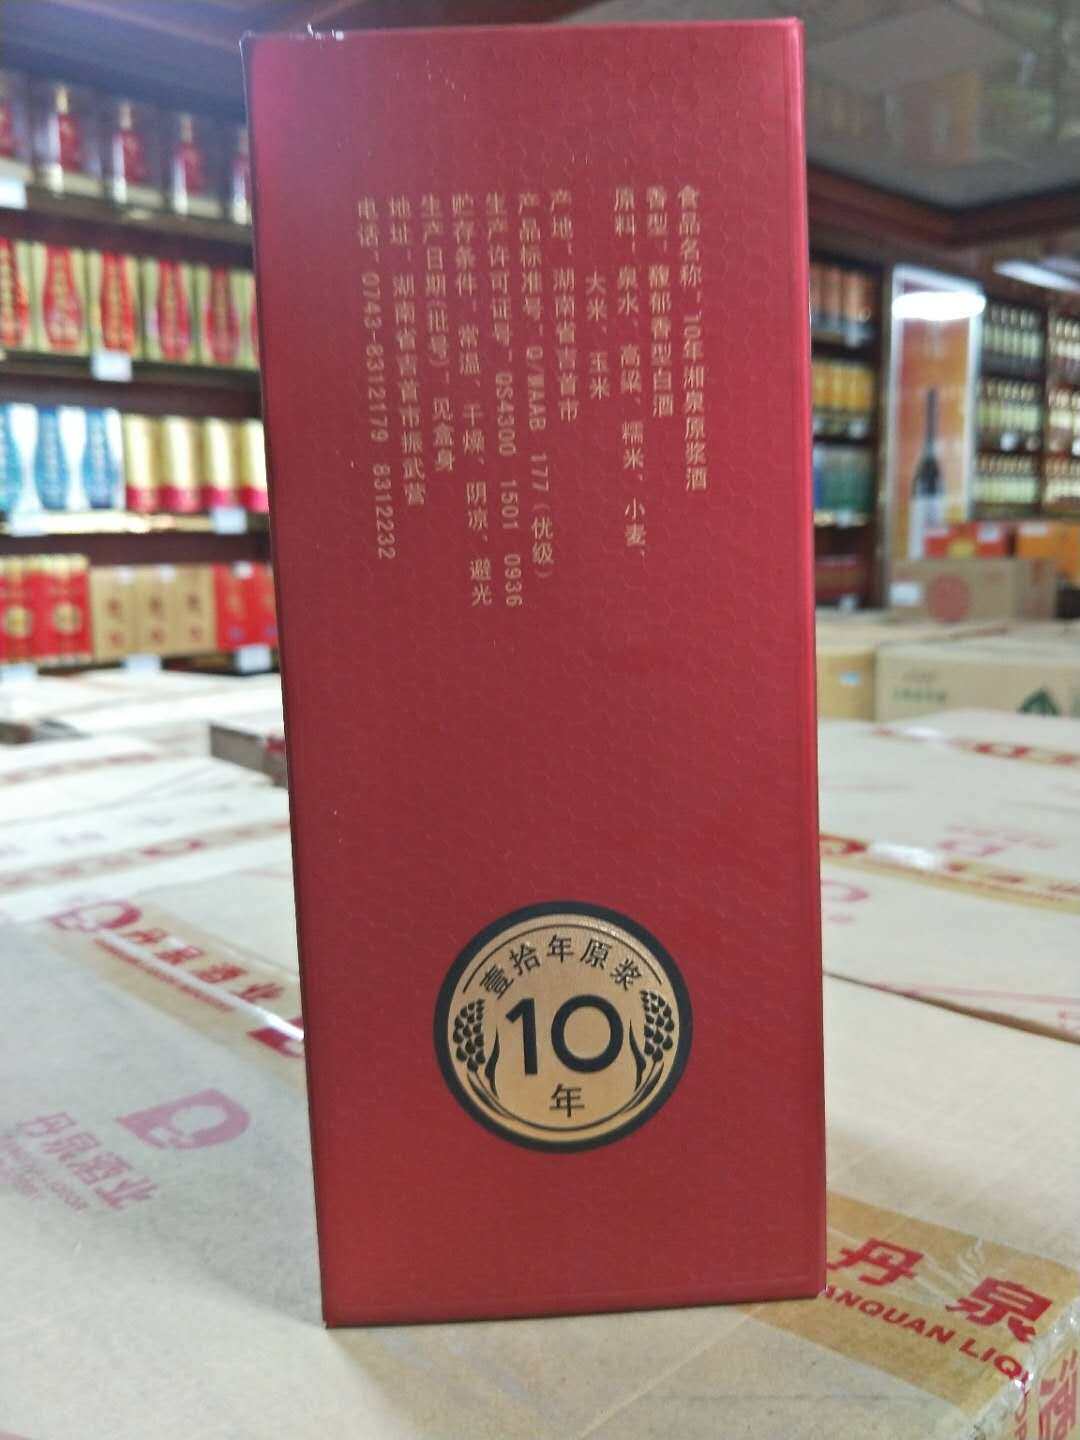 食品名称：10年湘泉原浆酒
香型：馥郁香型白酒
原料：泉水、高粱、糯米、小麦、
大米、玉米
产地：湖南省吉首市
产品标准号：Q/WAAB 177（优级）
生产许可证号：QS4300 1501 0936
贮存条件：常温、干燥、阴凉、避光
生产日期(批号)：见盒身
地址：湖南省吉首市振武营
电话：0743-8312179 8312232
壹拾年原浆
10
年
丹泉酒业
丹泉酒业
丹泉
ANQUAN LIQU
酒